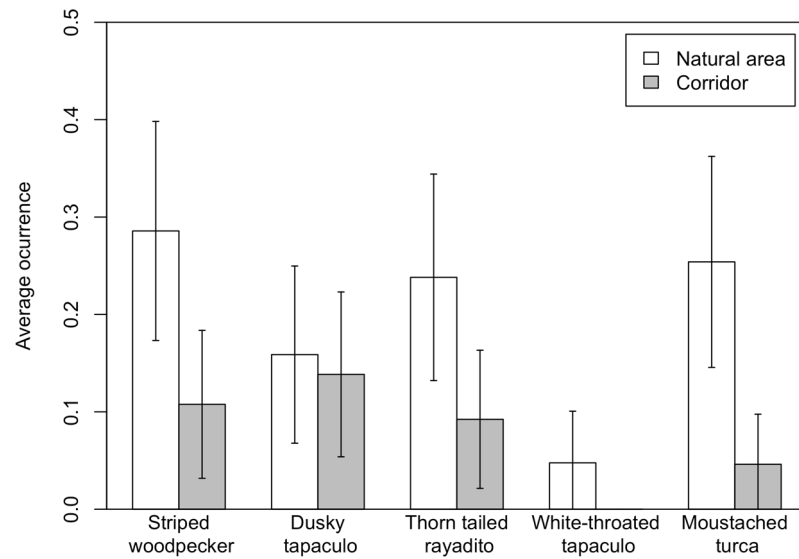 Natural area
Corridor
Average ocurrence
0.5
0.4
0.3
0.2
0.1
0.0
Striped
woodpecker
Dusky
tapaculo
Thorn tailed
rayadito
White-throated
tapaculo
Moustached
turca